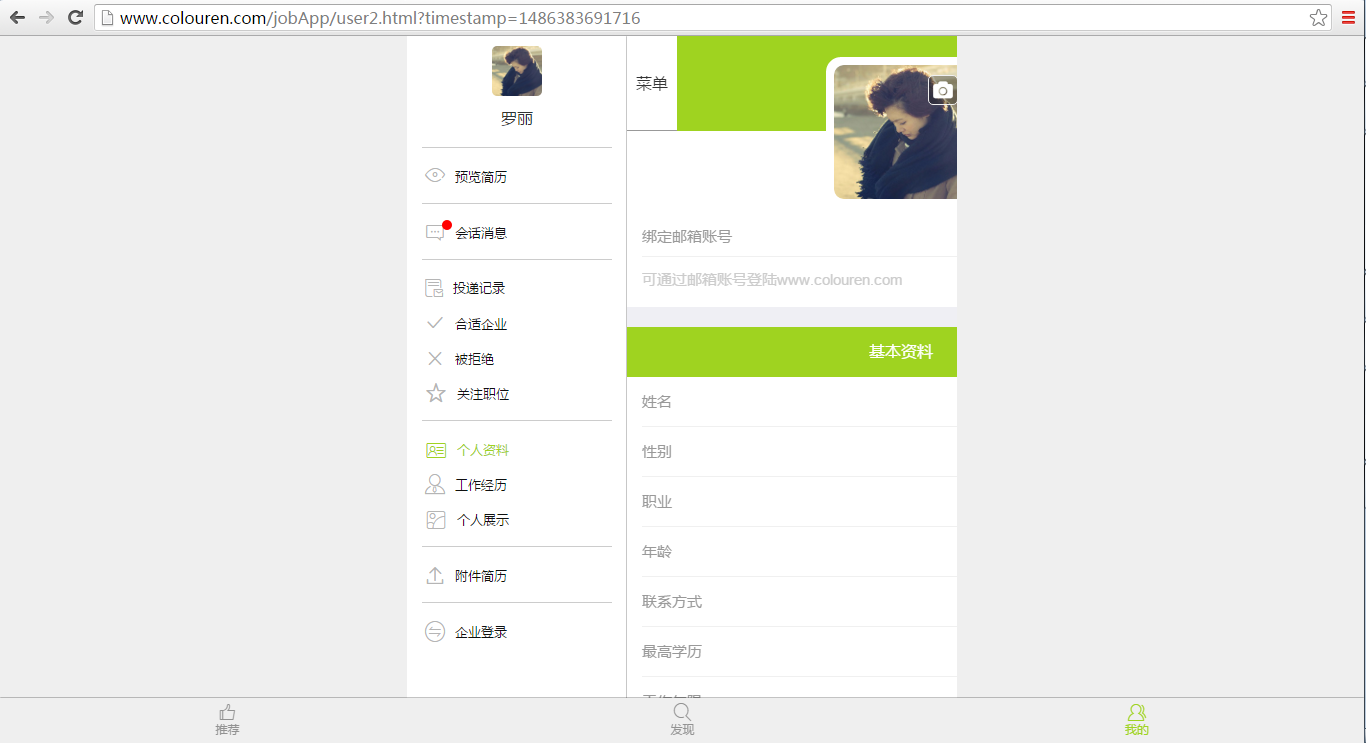 www.colouren.com/jobApp/user2.html?timestamp=1486383691716
罗丽
预览简历
会话消息
投递记录
合适企业
被拒绝
关注职位
个人资料
工作经历
个人展示
附件简历
企业登录
菜单
绑定邮箱账号
可通过邮箱账号登陆www.colouren.com
基本资料
姓名
性别
职业
年龄
联系方式
最高学历
推荐
发现
我的